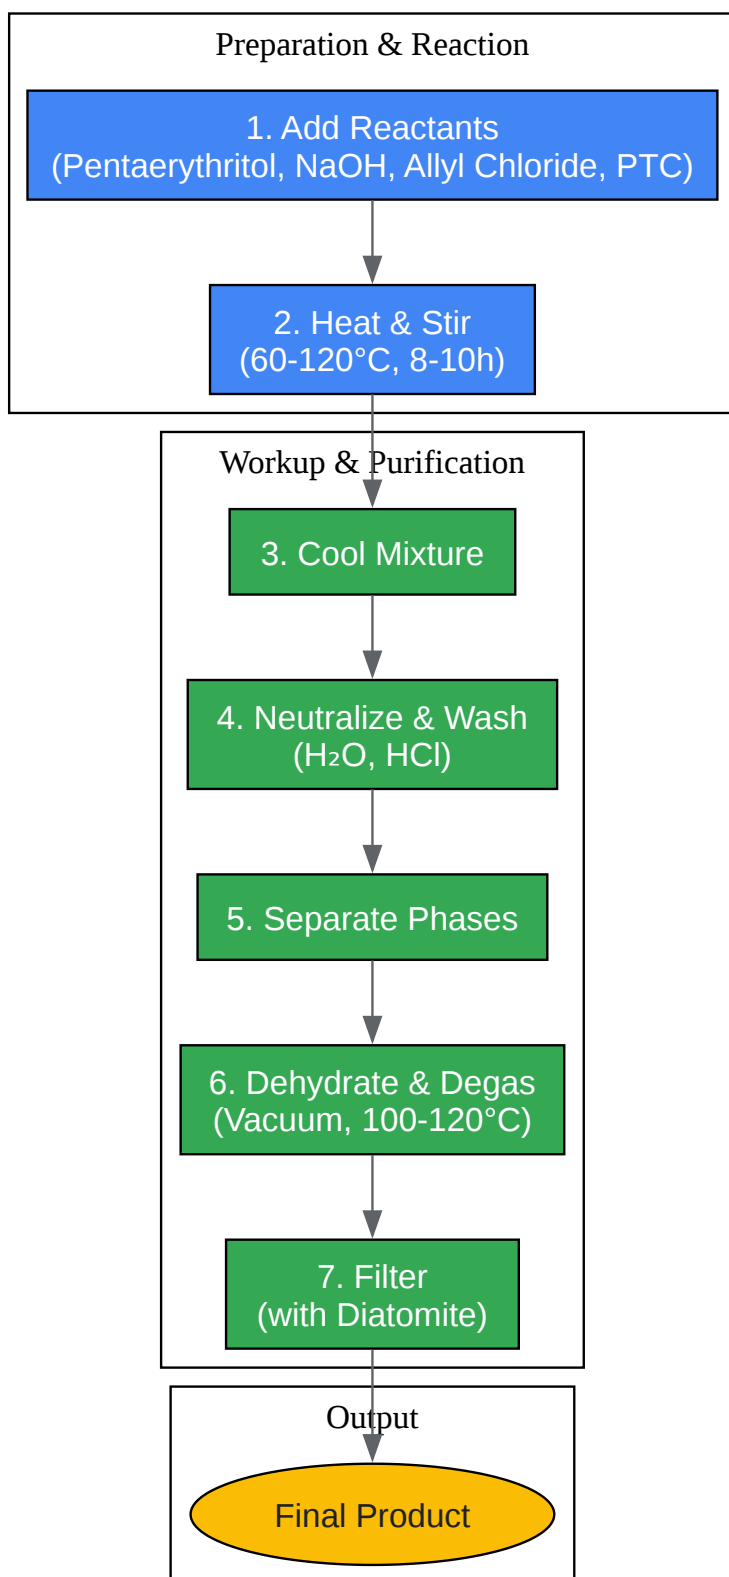 Preparation & Reaction
1. Add Reactants
(Pentaerythritol, NaOH, Allyl Chloride, PTC)
2. Heat & Stir
(60-120°C, 8-10h)
Workup & Purification
3. Cool Mixture
4. Neutralize & Wash
(H₂O, HCl)
5. Separate Phases
6. Dehydrate & Degas
(Vacuum, 100-120°C)
7. Filter
(with Diatomite)
Output
Final Product